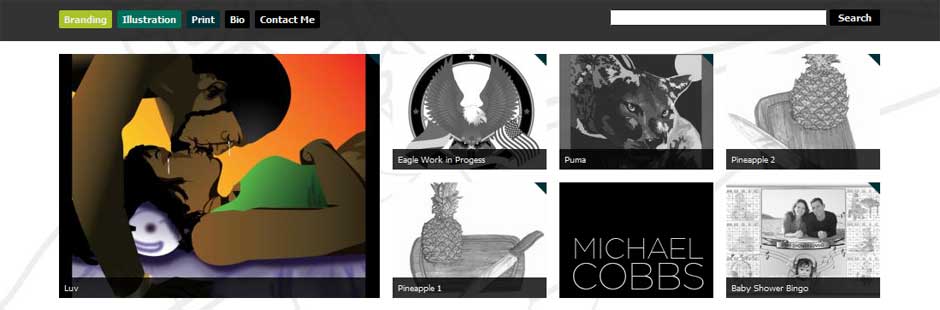 Branding Illustration Print Bio Contact Me Search
Luv
Eagle Work in Progess
Puma
Pineapple 2
Pineapple 1
MICHAEL
COBBS
Baby Shower Bingo